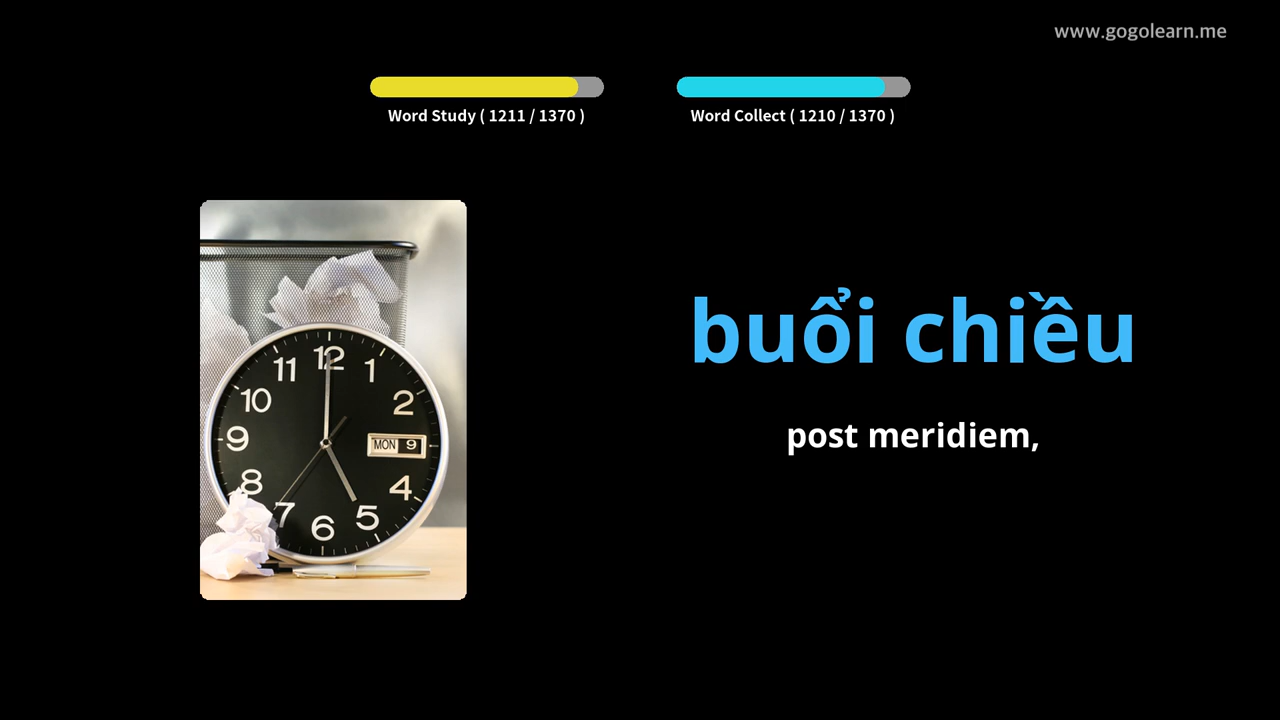 www.gogolearn.me
Word Study ( 1211 / 1370 )
Word Collect ( 1210 / 1370 )
buổi chiều
post meridiem,
12
11
1
10
2
9
MON 9
8
4
7
5
6